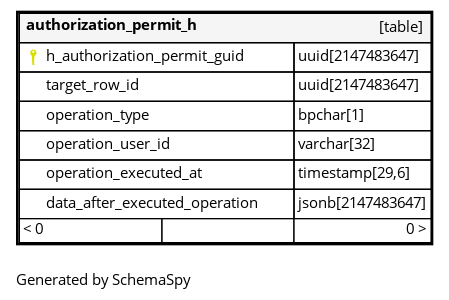 authorization_permit_h [table]
h_authorization_permit_guid uuid[2147483647]
target_row_id uuid[2147483647]
operation_type bpchar[1]
operation_user_id varchar[32]
operation_executed_at timestamp[29,6]
data_after_executed_operation jsonb[2147483647]
< 0 0 >
Generated by SchemaSpy